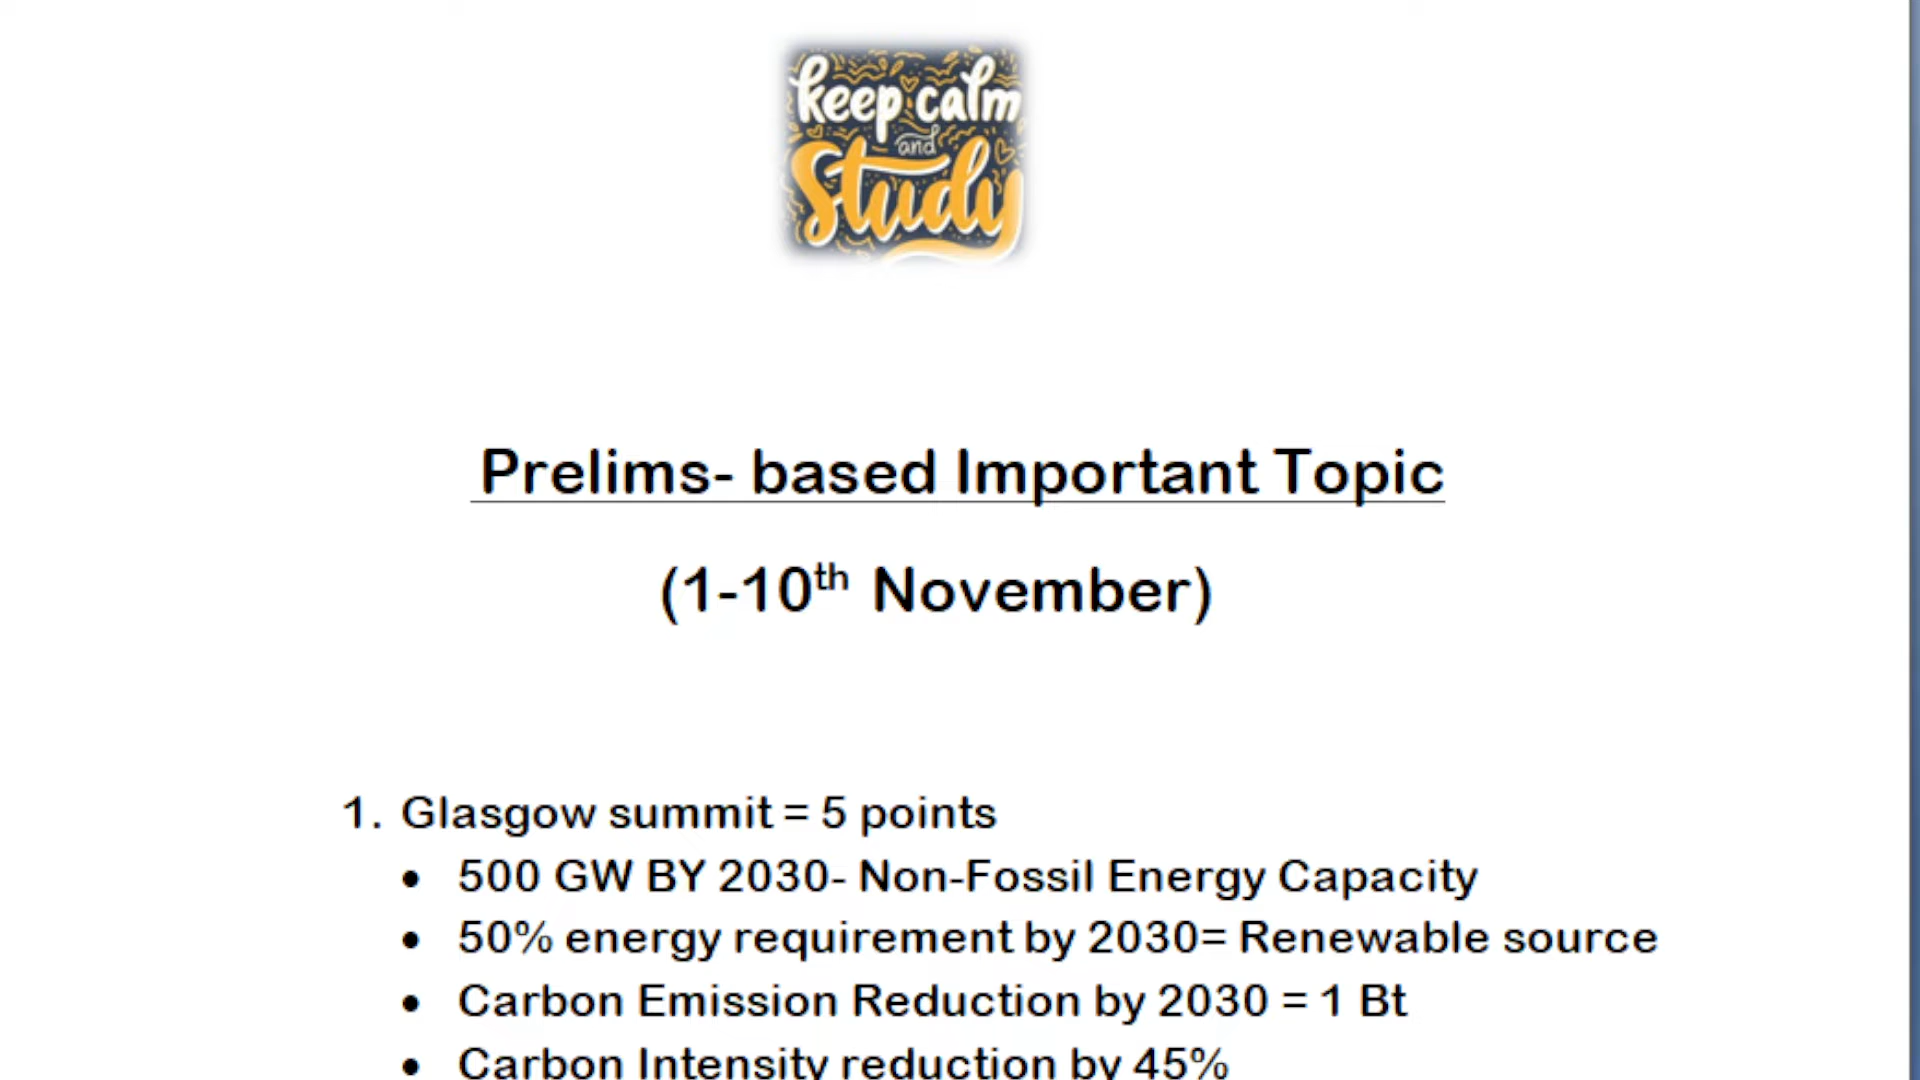 keep calm
and
Study
Prelims- based Important Topic
(1-10th November)
1. Glasgow summit = 5 points
• 500 GW BY 2030- Non-Fossil Energy Capacity
• 50% energy requirement by 2030= Renewable source
• Carbon Emission Reduction by 2030 = 1 Bt
• Carbon Intensity reduction by 45%